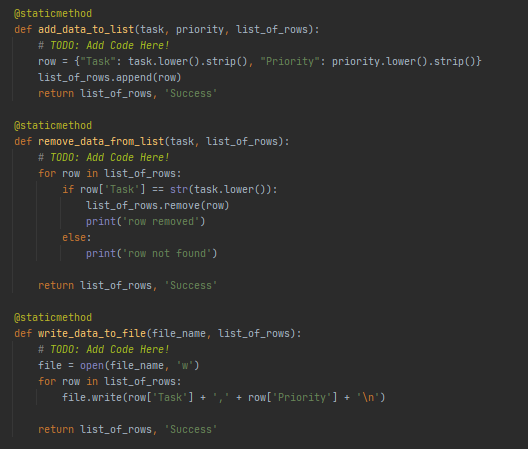 @staticmethod
def add_data_to_list(task, priority, list_of_rows):
# TODO: Add Code Here!
row = {"Task": task.lower().strip(), "Priority": priority.lower().strip()}
list_of_rows.append(row)
return list_of_rows, 'Success'
@staticmethod
def remove_data_from_list(task, list_of_rows):
# TODO: Add Code Here!
for row in list_of_rows:
if row['Task'] == str(task.lower()):
list_of_rows.remove(row)
print('row removed')
else:
print('row not found')
return list_of_rows, 'Success'
@staticmethod
def write_data_to_file(file_name, list_of_rows):
# TODO: Add Code Here!
file = open(file_name, 'w')
for row in list_of_rows:
file.write(row['Task'] + ',' + row['Priority'] + '\n')
return list_of_rows, 'Success'